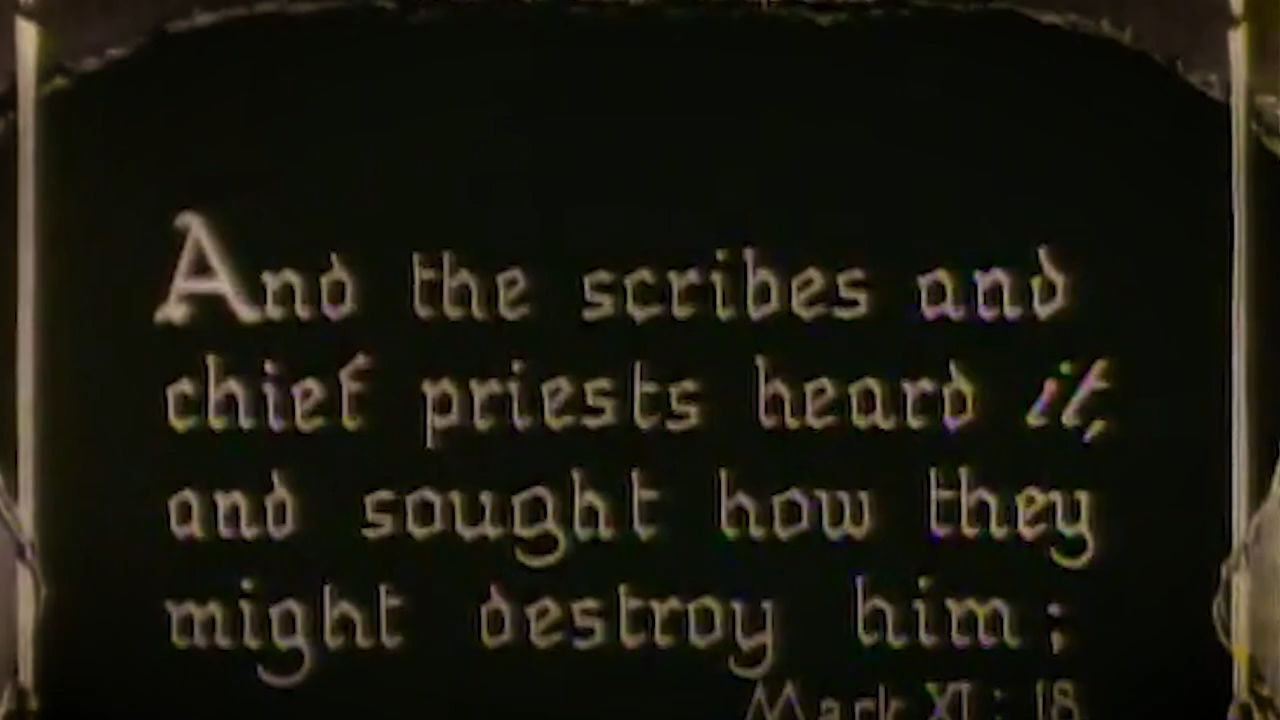 And the scribes and
chief priests heard it,
and sought how they
might destroy him ;
Mark XI : 18